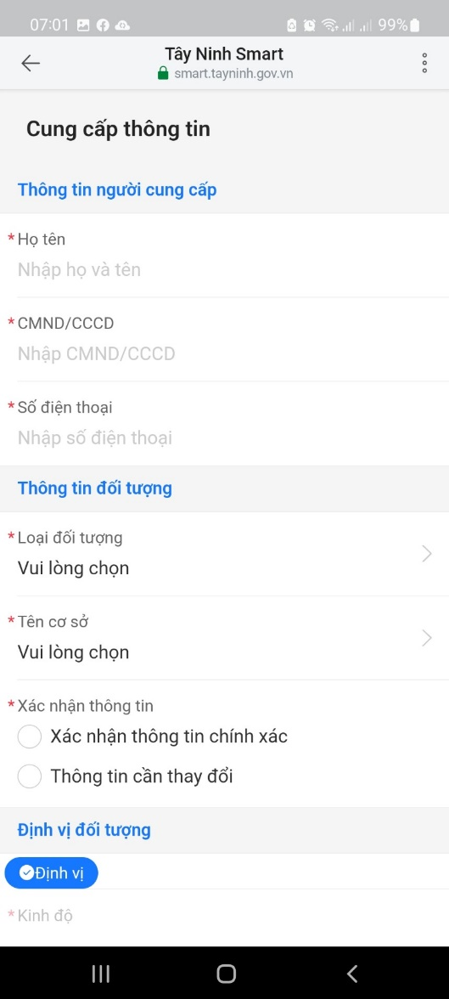 07:01
99%
Tây Ninh Smart
smart.tayninh.gov.vn
Cung cấp thông tin
Thông tin người cung cấp
* Họ tên
Nhập họ và tên
* CMND/CCCD
Nhập CMND/CCCD
* Số điện thoại
Nhập số điện thoại
Thông tin đối tượng
* Loại đối tượng
Vui lòng chọn
* Tên cơ sở
Vui lòng chọn
* Xác nhận thông tin
Xác nhận thông tin chính xác
Thông tin cần thay đổi
Định vị đối tượng
Định vị
* Kinh độ